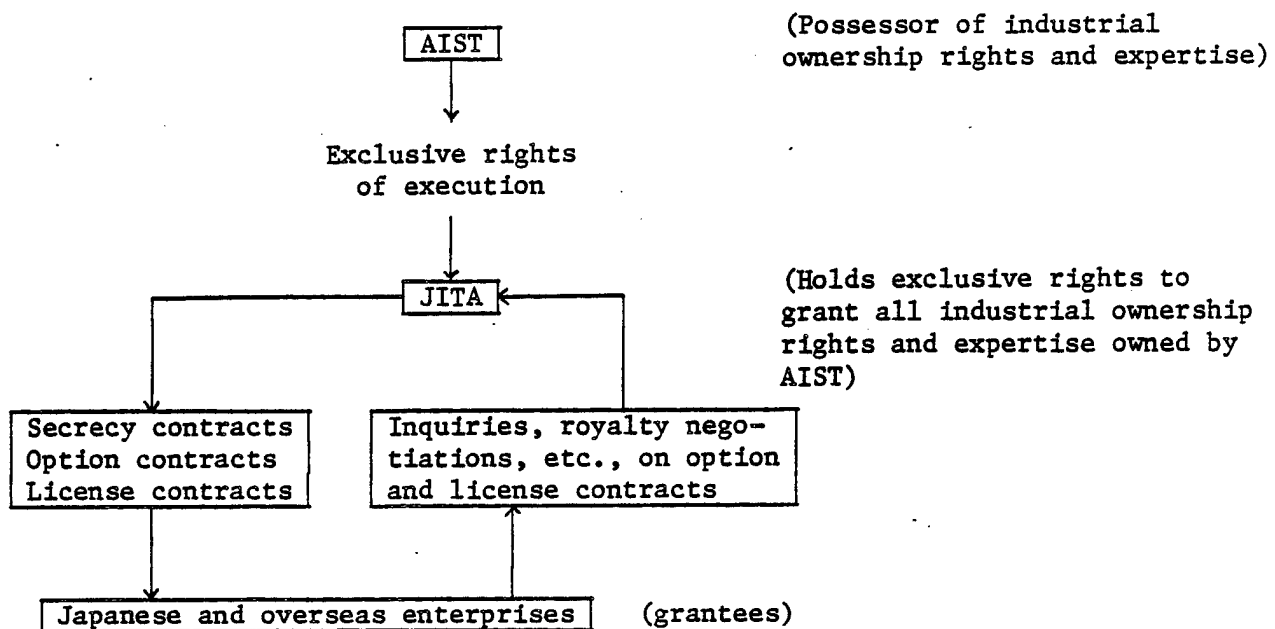 AIST
(Possessor of industrial
ownership rights and expertise)
Exclusive rights
of execution
JITA
(Holds exclusive rights to
grant all industrial ownership
rights and expertise owned by
AIST)
Secrecy contracts
Option contracts
License contracts
Inquiries, royalty nego-
tiations, etc., on option
and license contracts
Japanese and overseas enterprises
(grantees)